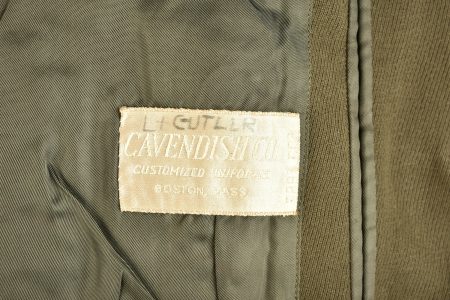 Lt CUTLER
CAVENDISH CO.
CUSTOMIZED UNIFORMS
BOSTON, MASS